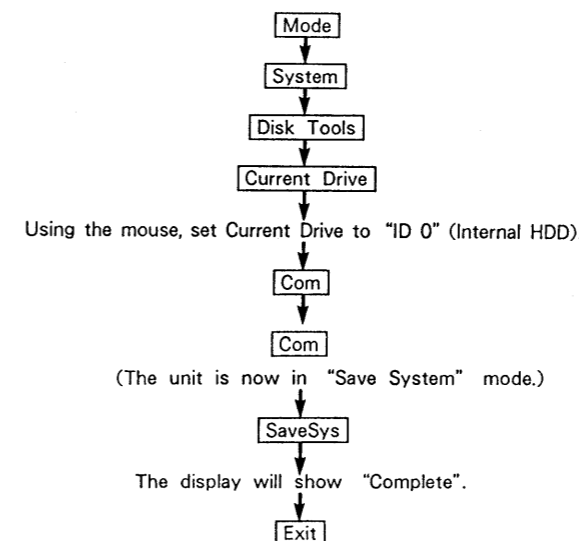 Mode
System
Disk Tools
Current Drive
Using the mouse, set Current Drive to “ID 0” (Internal HDD)
Com
Com
(The unit is now in “Save System” mode.)
SaveSys
The display will show “Complete”.
Exit